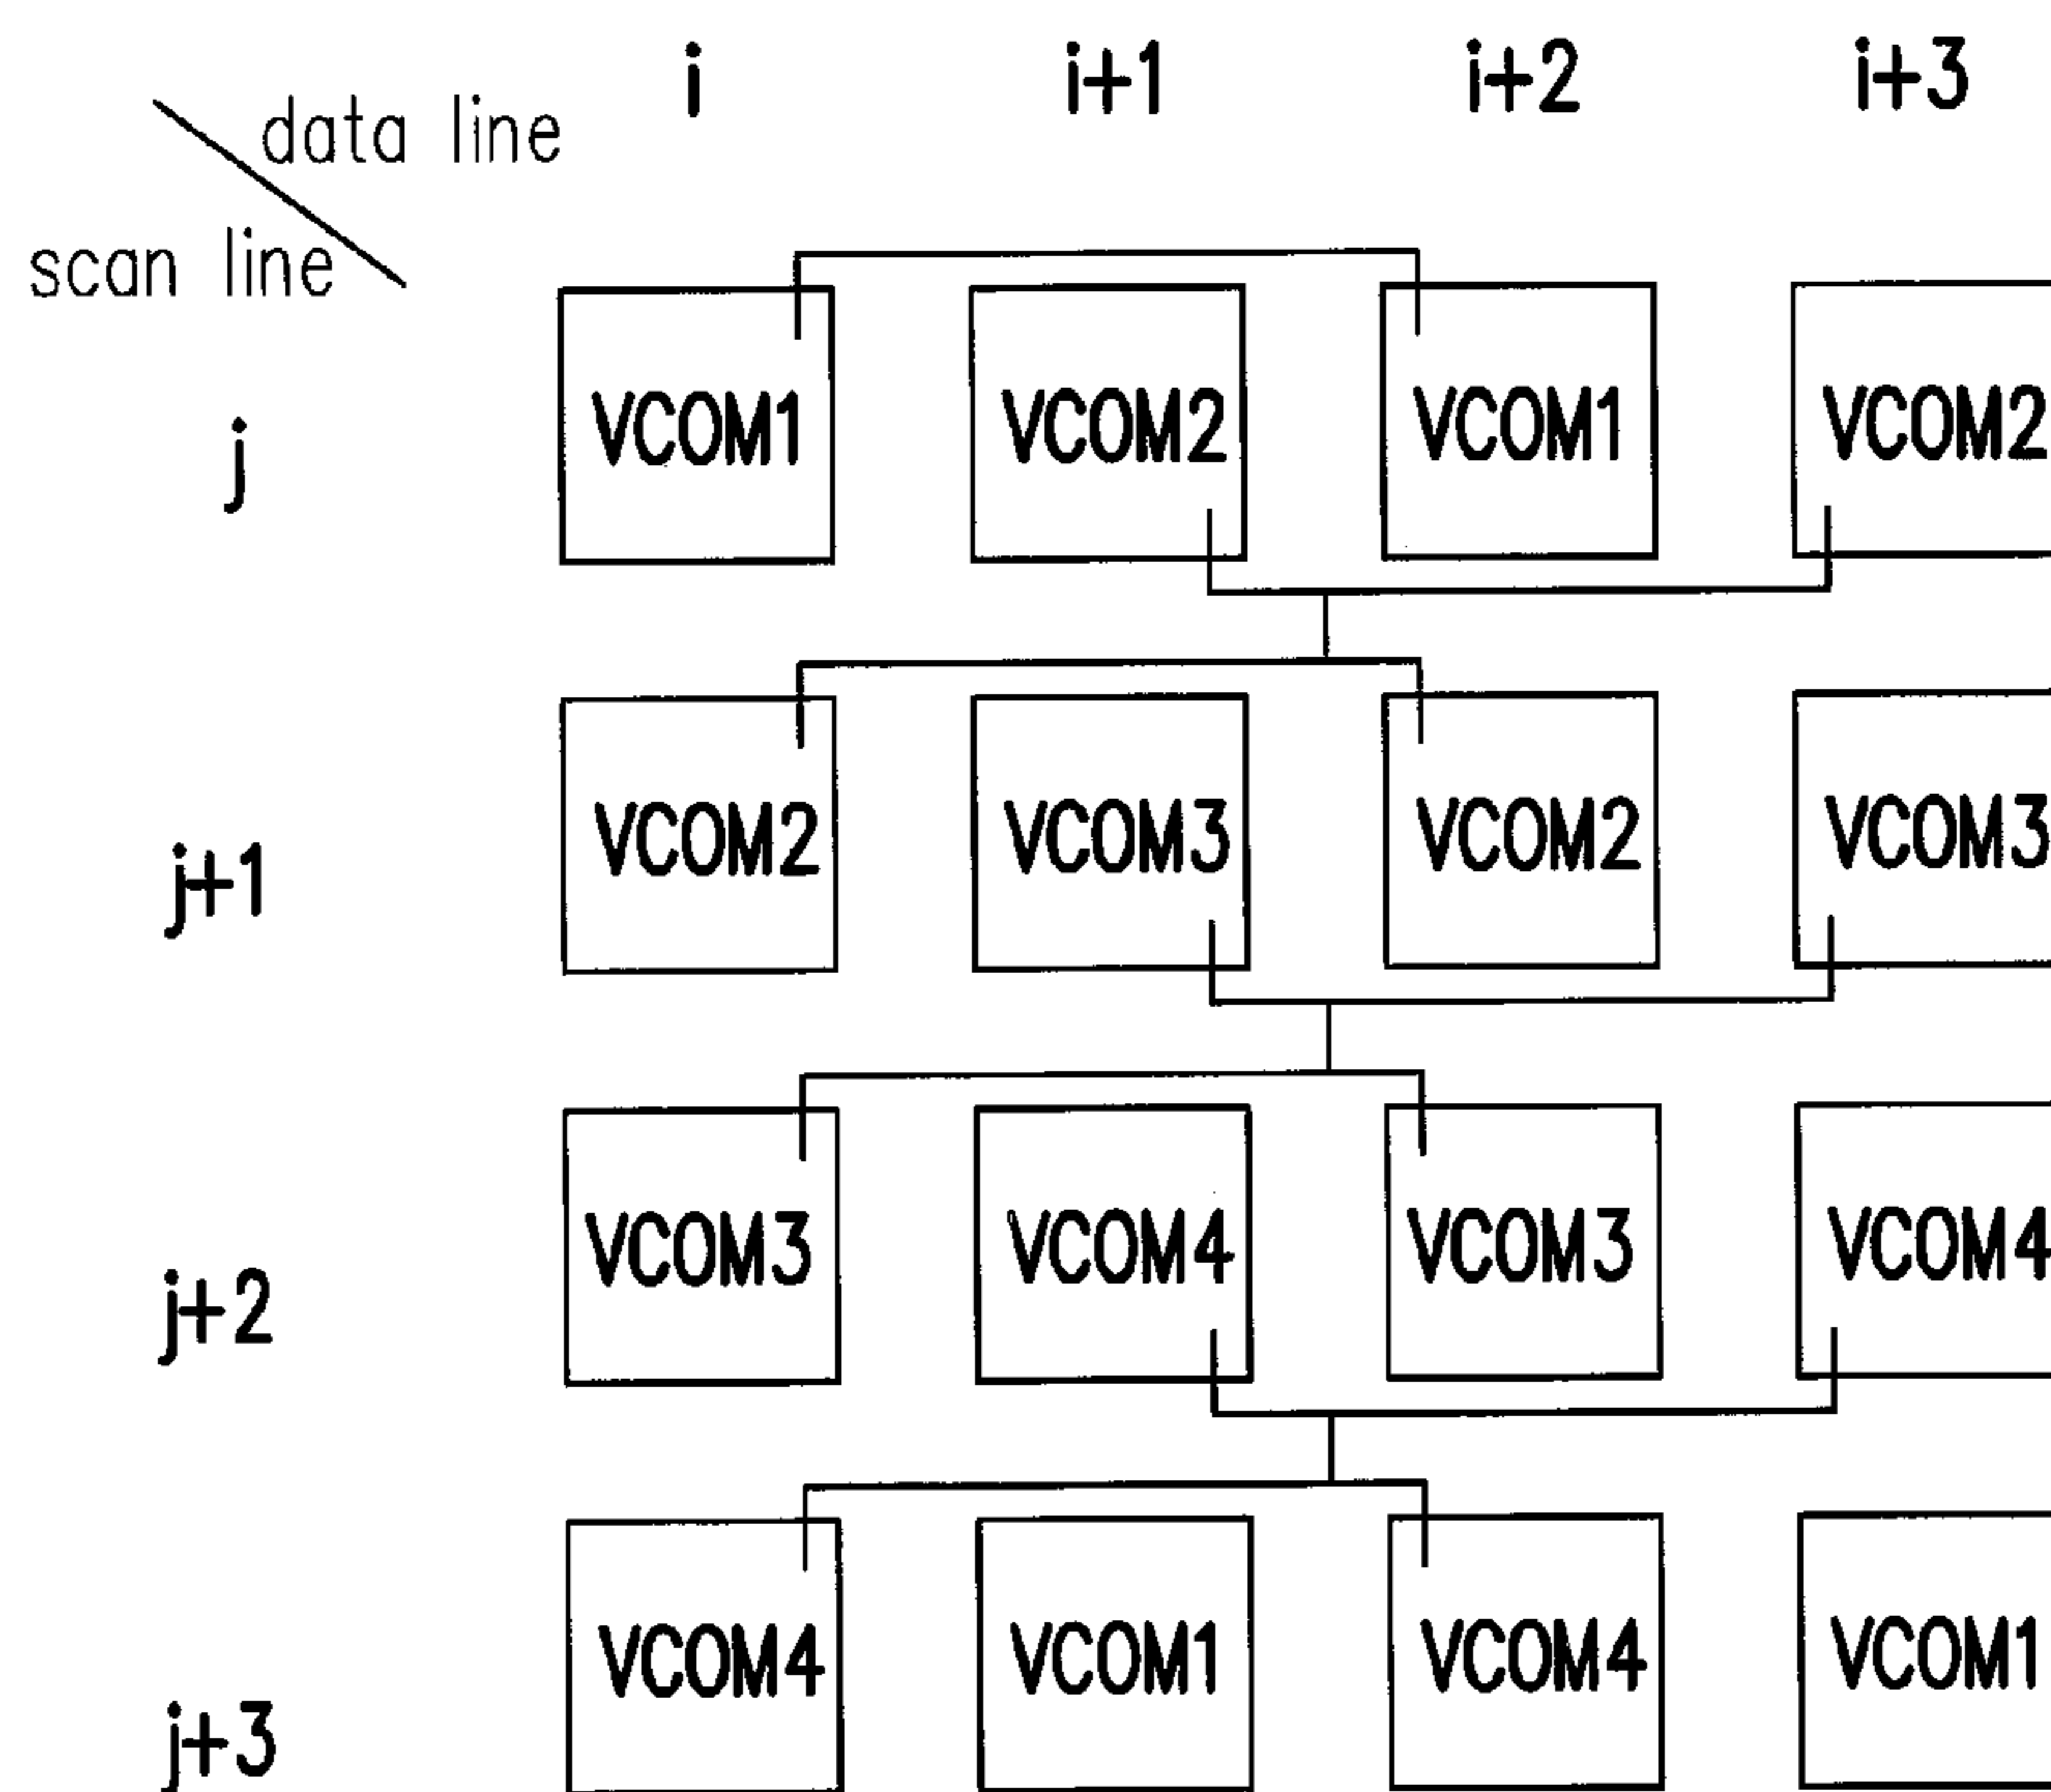 i i+1 i+2 i+3
data line
scan line
j VCOM1 VCOM2 VCOM1 VCOM2
j+1 VCOM2 VCOM3 VCOM2 VCOM3
j+2 VCOM3 VCOM4 VCOM3 VCOM4
j+3 VCOM4 VCOM1 VCOM4 VCOM1